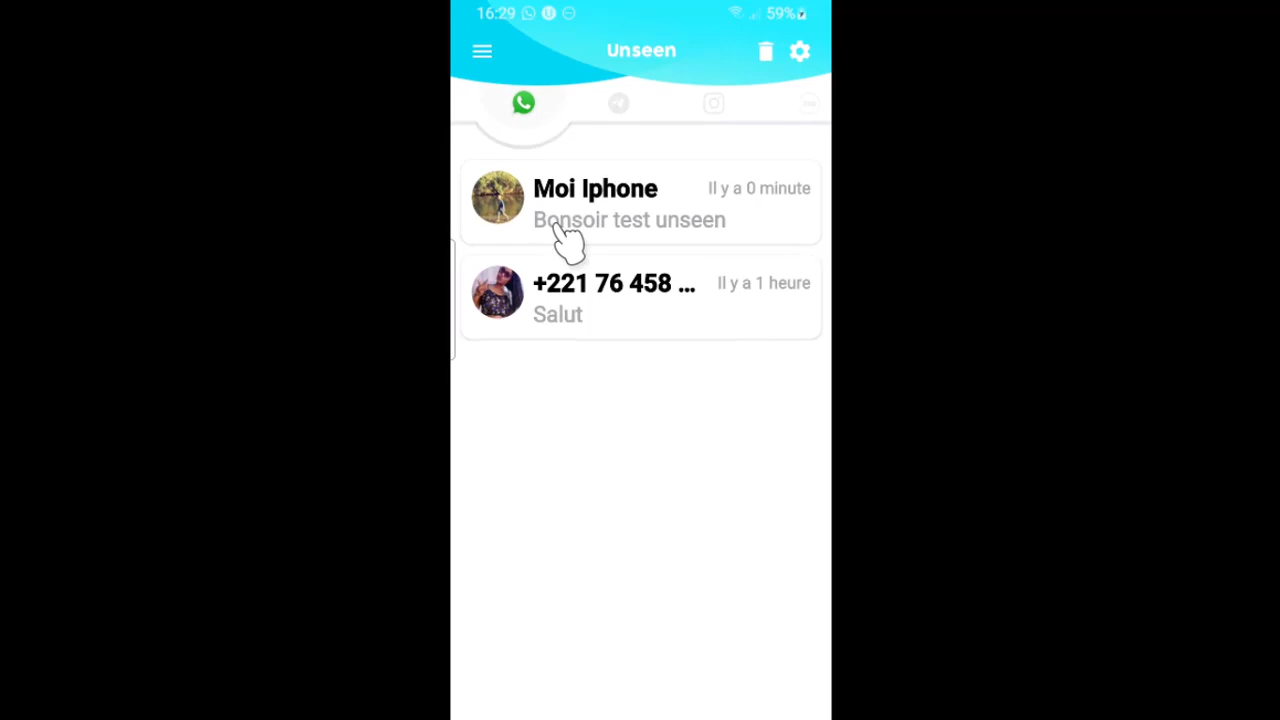 16:29
59%
Unseen
Moi Iphone
Il y a 0 minute
Bonsoir test unseen
+221 76 458 ...
Il y a 1 heure
Salut